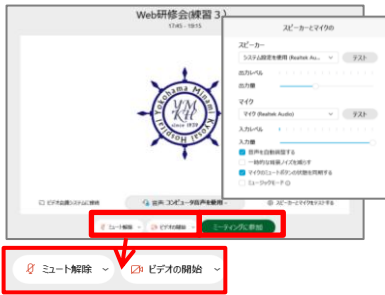 Web研修会(練習３)
17:45 - 18:15
スピーカーとマイクの
スピーカー
システム設定を使用 (Realtek Au...
テスト
出力レベル
出力量
マイク
マイク (Realtek Audio)
テスト
入力レベル
入力量
音声を自動調整する
一般的な背景ノイズを減らす
マイクのミュートボタンの状態を同期する
ミュージックモード
Yokohama Minami Kyosai Hospital
YMKH
since 1939
ビデオ会議システムに接続
音声: コンピュータ音声を使用
スピーカーとマイクをテストする
ミュート解除
ビデオの開始
ミーティングに参加
ミュート解除
ビデオの開始